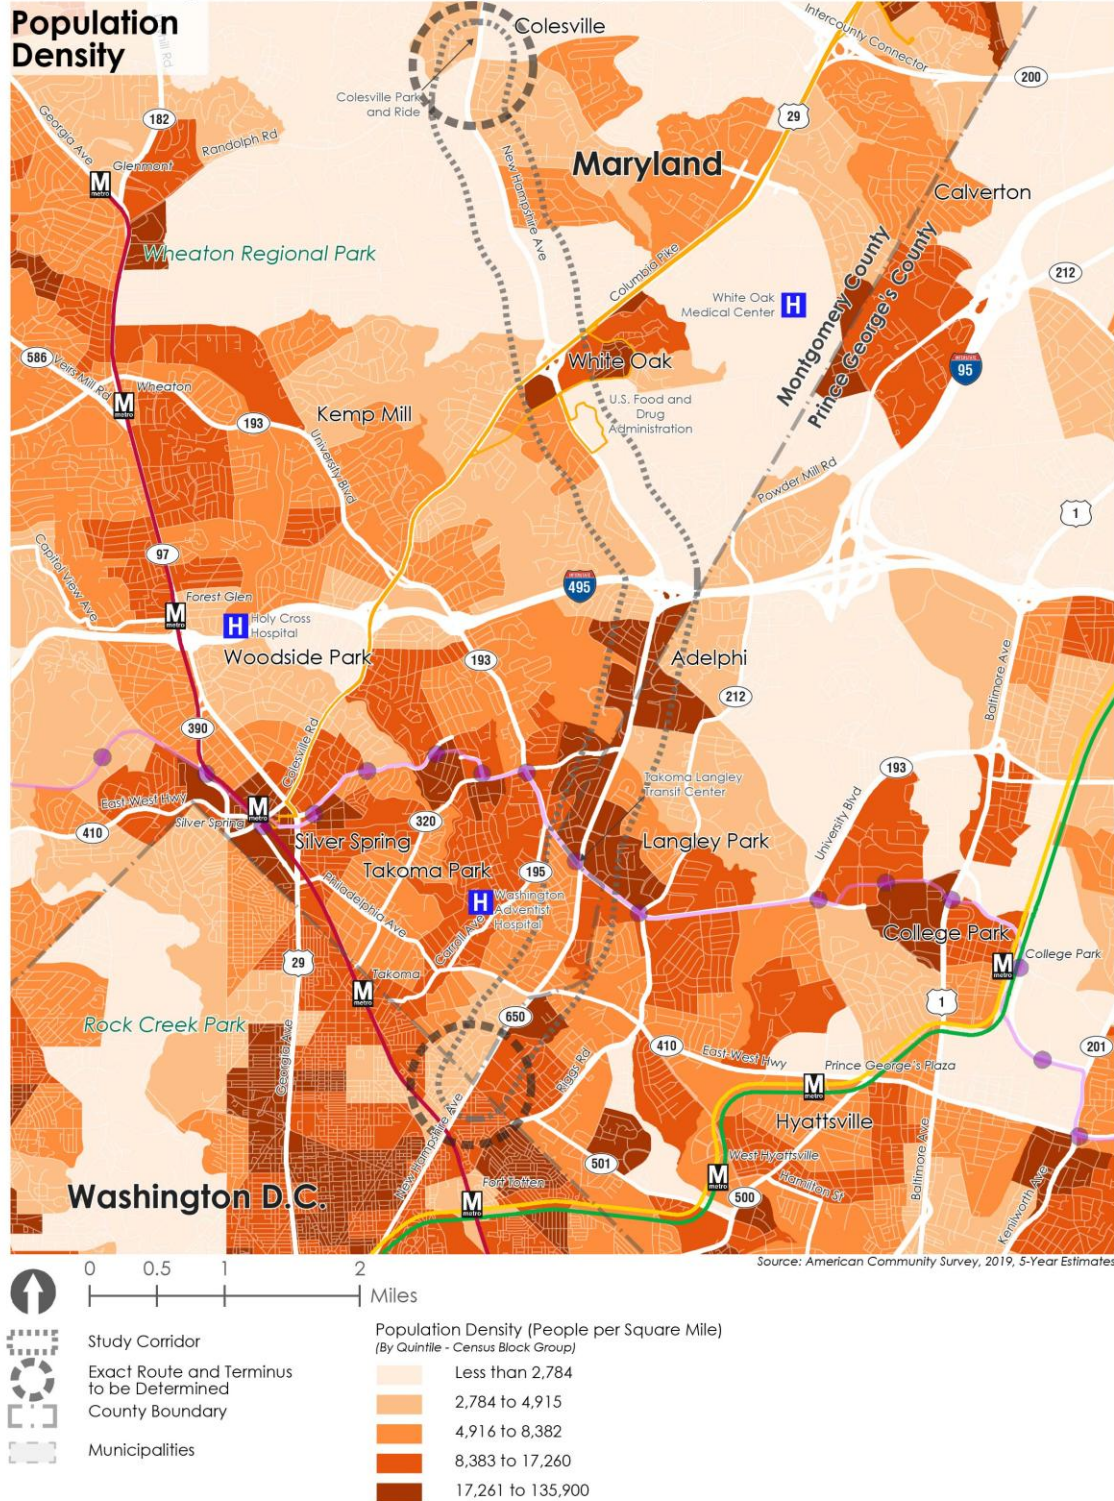 Population
Density
Colesville
Intercounty Connector
200
Colesville Park
and Ride
29
182
Georgia Ave
Glenmont
Randolph Rd
New Hampshire Ave
Maryland
Calverton
M
metro
Wheaton Regional Park
Columbia Pike
Montgomery County
Prince George's County
212
White Oak
Medical Center
H
586
Veirs Mill Rd
Wheaton
M
metro
193
Kemp Mill
University Blvd
White Oak
95
U.S. Food and
Drug
Administration
Powder Mill Rd
1
Capitol View Ave
97
Forest Glen
M
metro
H
Holy Cross
Hospital
495
Woodside Park
193
Adelphi
212
Baltimore Ave
390
Colesville Rd
East-West Hwy
410
Silver Spring
M
metro
Silver Spring
320
Takoma Langley
Transit Center
193
University Blvd
Langley Park
Takoma Park
195
Philadelphia Ave
H
Washington
Adventist
Hospital
Carroll Ave
College Park
College Park
M
metro
29
Takoma
M
metro
Rock Creek Park
Georgia Ave
650
Riggs Rd
410
East-West Hwy
1
Prince George's Plaza
M
metro
201
Hyattsville
New Hampshire Ave
501
West Hyattsville
M
metro
500
Hamilton St
Baltimore Ave
Kenilworth Ave
Washington D.C.
Fort Totten
M
metro
Source: American Community Survey, 2019, 5-Year Estimates
0 0.5 1 2
Miles
Study Corridor
Exact Route and Terminus
to be Determined
County Boundary
Municipalities
Population Density (People per Square Mile)
(By Quintile - Census Block Group)
Less than 2,784
2,784 to 4,915
4,916 to 8,382
8,383 to 17,260
17,261 to 135,900